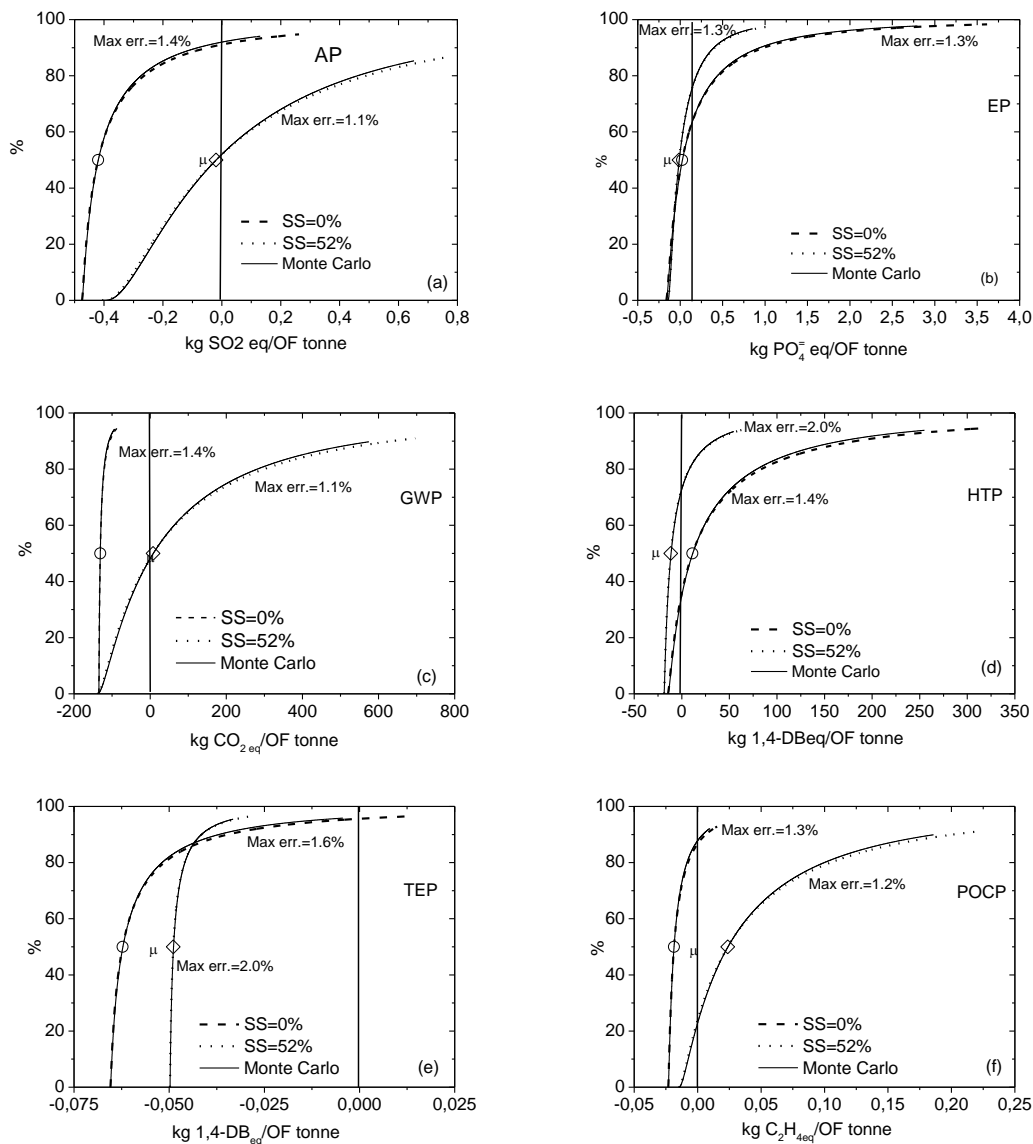 100
80
60
40
20
0
%
Max err.=1.4%
AP
Max err.=1.1%
μ
SS=0%
SS=52%
Monte Carlo
(a)
-0,4 -0,2 0,0 0,2 0,4 0,6 0,8
kg SO2 eq/OF tonne
100
80
60
40
20
0
%
Max err.=1.3%
Max err.=1.3%
EP
μ
SS=0%
SS=52%
Monte Carlo
(b)
-0,5 0,0 0,5 1,0 1,5 2,0 2,5 3,0 3,5 4,0
kg PO4= eq/OF tonne
100
80
60
40
20
0
%
Max err.=1.4%
Max err.=1.1%
GWP
SS=0%
SS=52%
Monte Carlo
(c)
-200 0 200 400 600 800
kg CO2 eq/OF tonne
100
80
60
40
20
0
%
Max err.=2.0%
Max err.=1.4%
HTP
μ
SS=0%
SS=52%
Monte Carlo
(d)
-50 0 50 100 150 200 250 300 350
kg 1,4-DBeq/OF tonne
100
80
60
40
20
0
%
Max err.=1.6%
TEP
μ
Max err.=2.0%
SS=0%
SS=52%
Monte Carlo
(e)
-0,075 -0,050 -0,025 0,000 0,025
kg 1,4-DBeq/OF tonne
100
80
60
40
20
0
%
Max err.=1.3%
Max err.=1.2%
POCP
μ
SS=0%
SS=52%
Monte Carlo
(f)
-0,05 0,00 0,05 0,10 0,15 0,20 0,25
kg C2H4eq/OF tonne